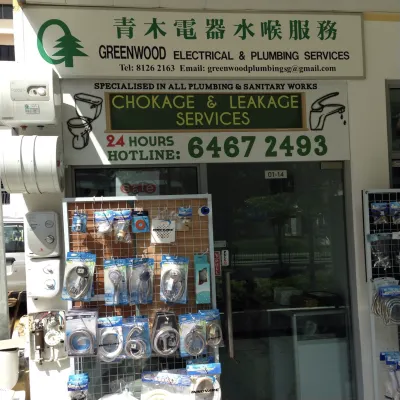 青木電器水喉服務
GREENWOOD ELECTRICAL & PLUMBING SERVICES
Tel: 8126 2163 Email: greenwoodplumbingsg@gmail.com
SPECIALISED IN ALL PLUMBING & SANITARY WORKS
CHOKAGE & LEAKAGE
SERVICES
24 HOURS
HOTLINE: 6467 2493
01-14